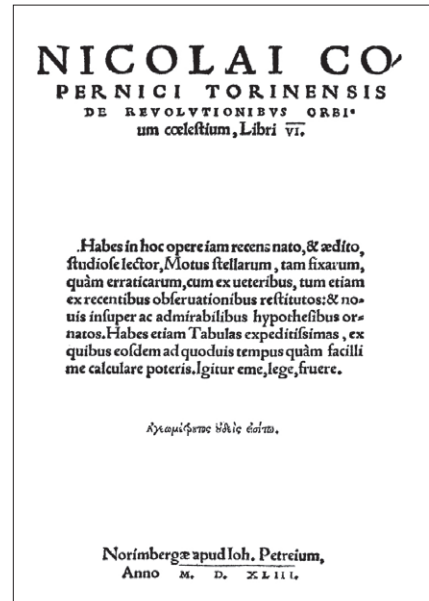 NICOLAI CO⸗
PERNICI TORINENSIS
DE REVOLVTIONIBVS ORBI⸗
um cœleſtium, Libri VI.
Habes in hoc opere iam recens nato, & ædito,
ſtudioſe lector, Motus ſtellarum, tam fixarum,
quàm erraticarum, cum ex ueteribus, tum etiam
ex recentibus obſeruationibus reſtitutos: & no⸗
uis inſuper ac admirabilibus hypotheſibus or⸗
natos. Habes etiam Tabulas expeditiſsimas, ex
quibus eoſdem ad quoduis tempus quàm facilli
me calculare poteris. Igitur eme, lege, fruere.
Ἀγεωμέτρητος οὐδεὶς εἰσίτω.
Norimbergæ apud Ioh. Petreium,
Anno M. D. XLIII.